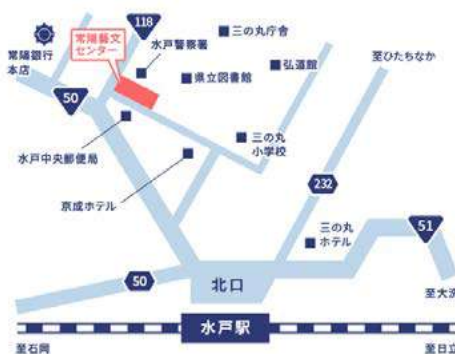 118
三の丸庁舎
常陽藝文
センター
水戸警察署
常陽銀行
本店
県立図書館
弘道館
至ひたちなか
50
水戸中央郵便局
三の丸
小学校
京成ホテル
232
三の丸
ホテル
51
50
北口
至大洗
水戸駅
至石岡
至日立